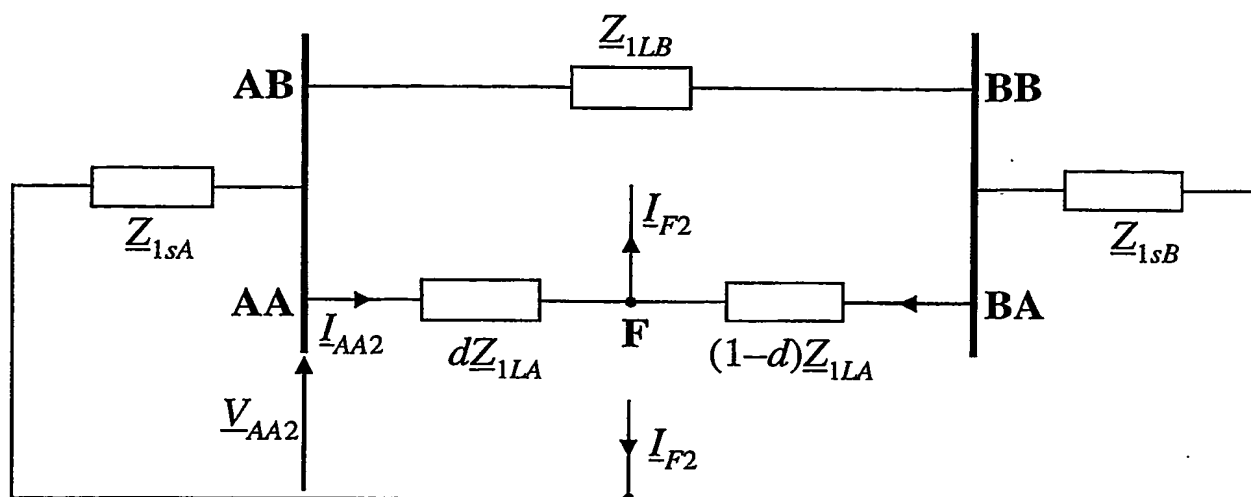 Z1LB
AB
BB
Z1sA
IF2
Z1sB
AA
BA
IAA2
F
dZ1LA
(1–d)Z1LA
VAA2
IF2